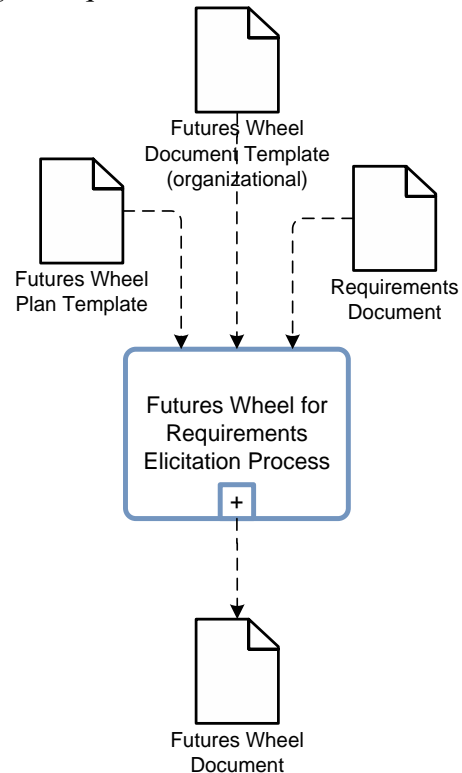 Futures Wheel
Document Template
(organizational)
Futures Wheel
Plan Template
Requirements
Document
Futures Wheel for
Requirements
Elicitation Process
+
Futures Wheel
Document